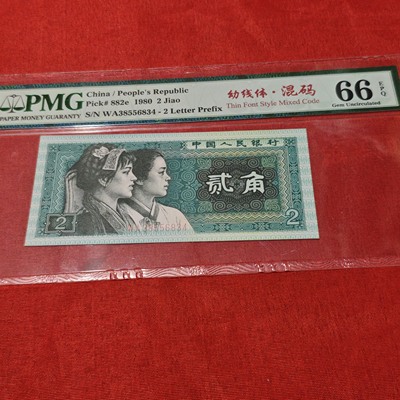 PMG
PAPER MONEY GUARANTY
China / People's Republic
Pick# 882e 1980 2 Jiao
S/N WA38556834 - 2 Letter Prefix
幼线体·混码
Thin Font Style Mixed Code
66 EPQ
Gem Uncirculated
中国人民银行
贰角
2
2
WA38556834